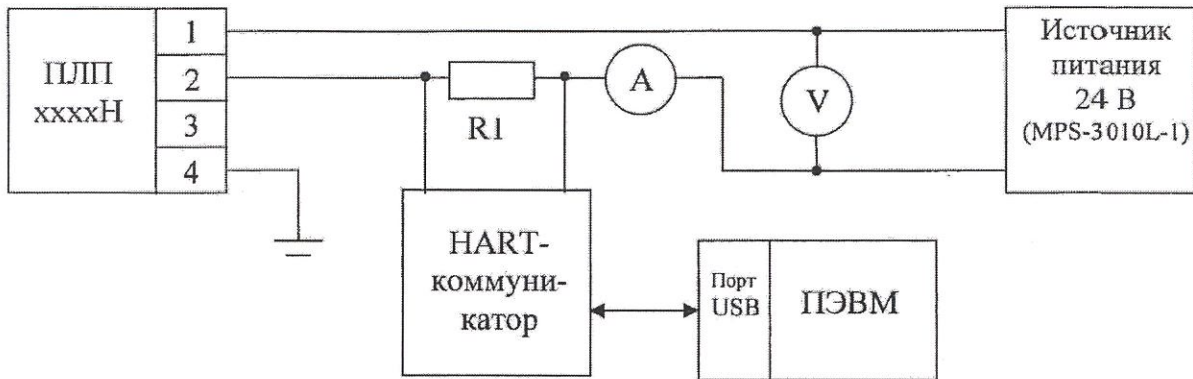 ПЛП
xxxxН
1
2
3
4
R1
A
V
Источник
питания
24 В
(MPS-3010L-1)
HART-
коммуни-
катор
Порт
USB
ПЭВМ